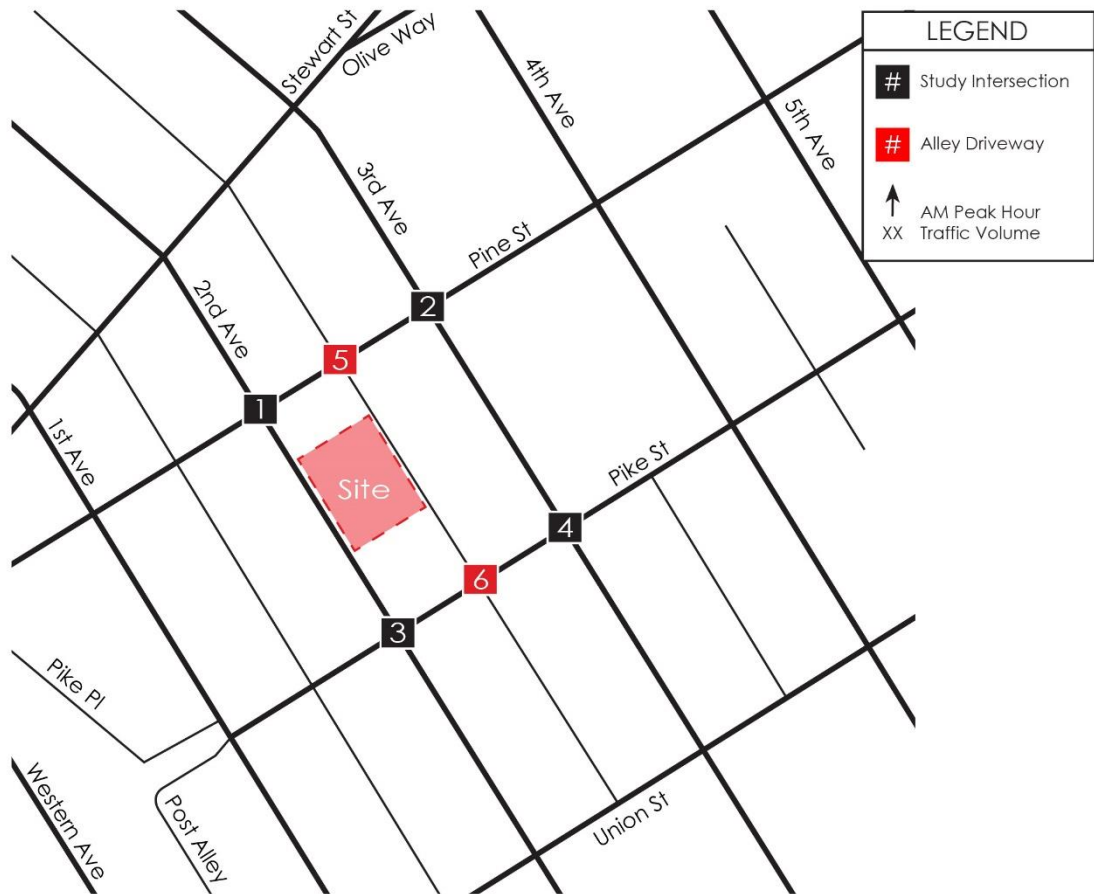 LEGEND
# Study Intersection
# Alley Driveway
AM Peak Hour
XX Traffic Volume
Stewart St
Olive Way
4th Ave
5th Ave
3rd Ave
Pine St
2nd Ave
2
5
1
1st Ave
Site
Pike St
4
6
3
Pike Pl
Western Ave
Post Alley
Union St